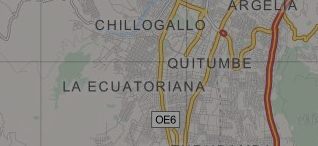 ARGELIA
CHILLOGALLO
QUITUMBE
LA ECUATORIANA
OE6